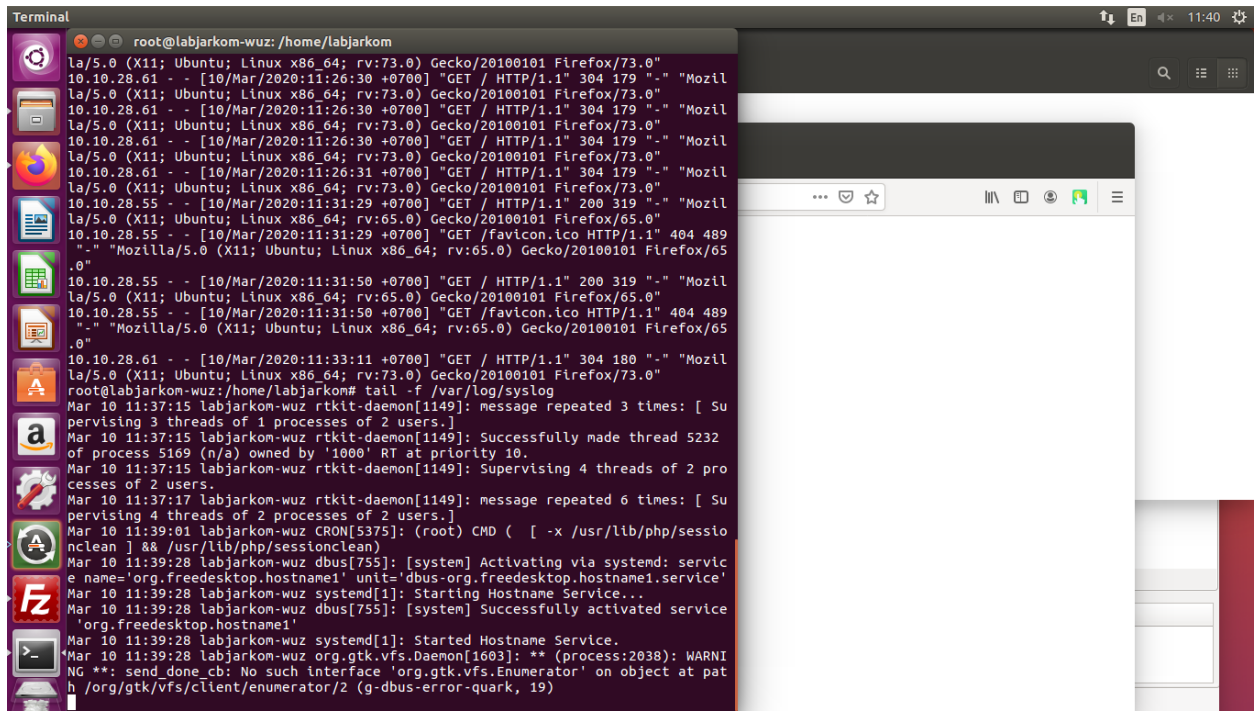 Terminal
En
11:40
root@labjarkom-wuz: /home/labjarkom
la/5.0 (X11; Ubuntu; Linux x86_64; rv:73.0) Gecko/20100101 Firefox/73.0"
10.10.28.61 - - [10/Mar/2020:11:26:30 +0700] "GET / HTTP/1.1" 304 179 "-" "Mozil
la/5.0 (X11; Ubuntu; Linux x86_64; rv:73.0) Gecko/20100101 Firefox/73.0"
10.10.28.61 - - [10/Mar/2020:11:26:30 +0700] "GET / HTTP/1.1" 304 179 "-" "Mozil
la/5.0 (X11; Ubuntu; Linux x86_64; rv:73.0) Gecko/20100101 Firefox/73.0"
10.10.28.61 - - [10/Mar/2020:11:26:30 +0700] "GET / HTTP/1.1" 304 179 "-" "Mozil
la/5.0 (X11; Ubuntu; Linux x86_64; rv:73.0) Gecko/20100101 Firefox/73.0"
10.10.28.61 - - [10/Mar/2020:11:26:31 +0700] "GET / HTTP/1.1" 304 179 "-" "Mozil
la/5.0 (X11; Ubuntu; Linux x86_64; rv:73.0) Gecko/20100101 Firefox/73.0"
10.10.28.55 - - [10/Mar/2020:11:31:29 +0700] "GET / HTTP/1.1" 200 319 "-" "Mozil
la/5.0 (X11; Ubuntu; Linux x86_64; rv:65.0) Gecko/20100101 Firefox/65.0"
10.10.28.55 - - [10/Mar/2020:11:31:29 +0700] "GET /favicon.ico HTTP/1.1" 404 489
"-" "Mozilla/5.0 (X11; Ubuntu; Linux x86_64; rv:65.0) Gecko/20100101 Firefox/65
.0"
10.10.28.55 - - [10/Mar/2020:11:31:50 +0700] "GET / HTTP/1.1" 200 319 "-" "Mozil
la/5.0 (X11; Ubuntu; Linux x86_64; rv:65.0) Gecko/20100101 Firefox/65.0"
10.10.28.55 - - [10/Mar/2020:11:31:50 +0700] "GET /favicon.ico HTTP/1.1" 404 489
"-" "Mozilla/5.0 (X11; Ubuntu; Linux x86_64; rv:65.0) Gecko/20100101 Firefox/65
.0"
10.10.28.61 - - [10/Mar/2020:11:33:11 +0700] "GET / HTTP/1.1" 304 180 "-" "Mozil
la/5.0 (X11; Ubuntu; Linux x86_64; rv:73.0) Gecko/20100101 Firefox/73.0"
root@labjarkom-wuz:/home/labjarkom# tail -f /var/log/syslog
Mar 10 11:37:15 labjarkom-wuz rtkit-daemon[1149]: message repeated 3 times: [ Su
pervising 3 threads of 1 processes of 2 users.]
Mar 10 11:37:15 labjarkom-wuz rtkit-daemon[1149]: Successfully made thread 5232
of process 5169 (n/a) owned by '1000' RT at priority 10.
Mar 10 11:37:15 labjarkom-wuz rtkit-daemon[1149]: Supervising 4 threads of 2 pro
cesses of 2 users.
Mar 10 11:37:17 labjarkom-wuz rtkit-daemon[1149]: message repeated 6 times: [ Su
pervising 4 threads of 2 processes of 2 users.]
Mar 10 11:39:01 labjarkom-wuz CRON[5375]: (root) CMD (  [ -x /usr/lib/php/sessio
nclean ] && /usr/lib/php/sessionclean)
Mar 10 11:39:28 labjarkom-wuz dbus[755]: [system] Activating via systemd: servic
e name='org.freedesktop.hostname1' unit='dbus-org.freedesktop.hostname1.service'
Mar 10 11:39:28 labjarkom-wuz systemd[1]: Starting Hostname Service...
Mar 10 11:39:28 labjarkom-wuz dbus[755]: [system] Successfully activated service
'org.freedesktop.hostname1'
Mar 10 11:39:28 labjarkom-wuz systemd[1]: Started Hostname Service.
Mar 10 11:39:28 labjarkom-wuz org.gtk.vfs.Daemon[1603]: ** (process:2038): WARNI
NG **: send_done_cb: No such interface 'org.gtk.vfs.Enumerator' on object at pat
h /org/gtk/vfs/client/enumerator/2 (g-dbus-error-quark, 19)